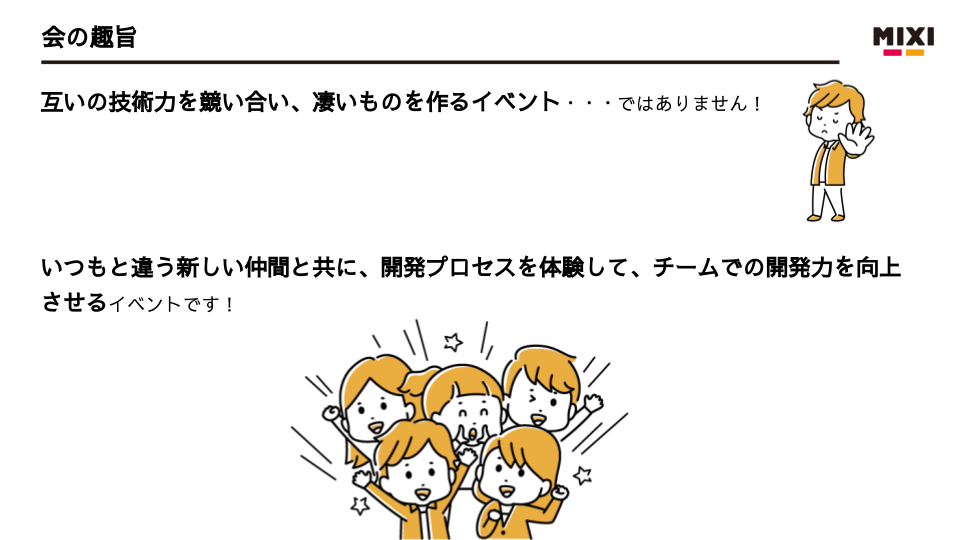 会の趣旨
MIXI
互いの技術力を競い合い、凄いものを作るイベント・・・ではありません！
いつもと違う新しい仲間と共に、開発プロセスを体験して、チームでの開発力を向上
させるイベントです！